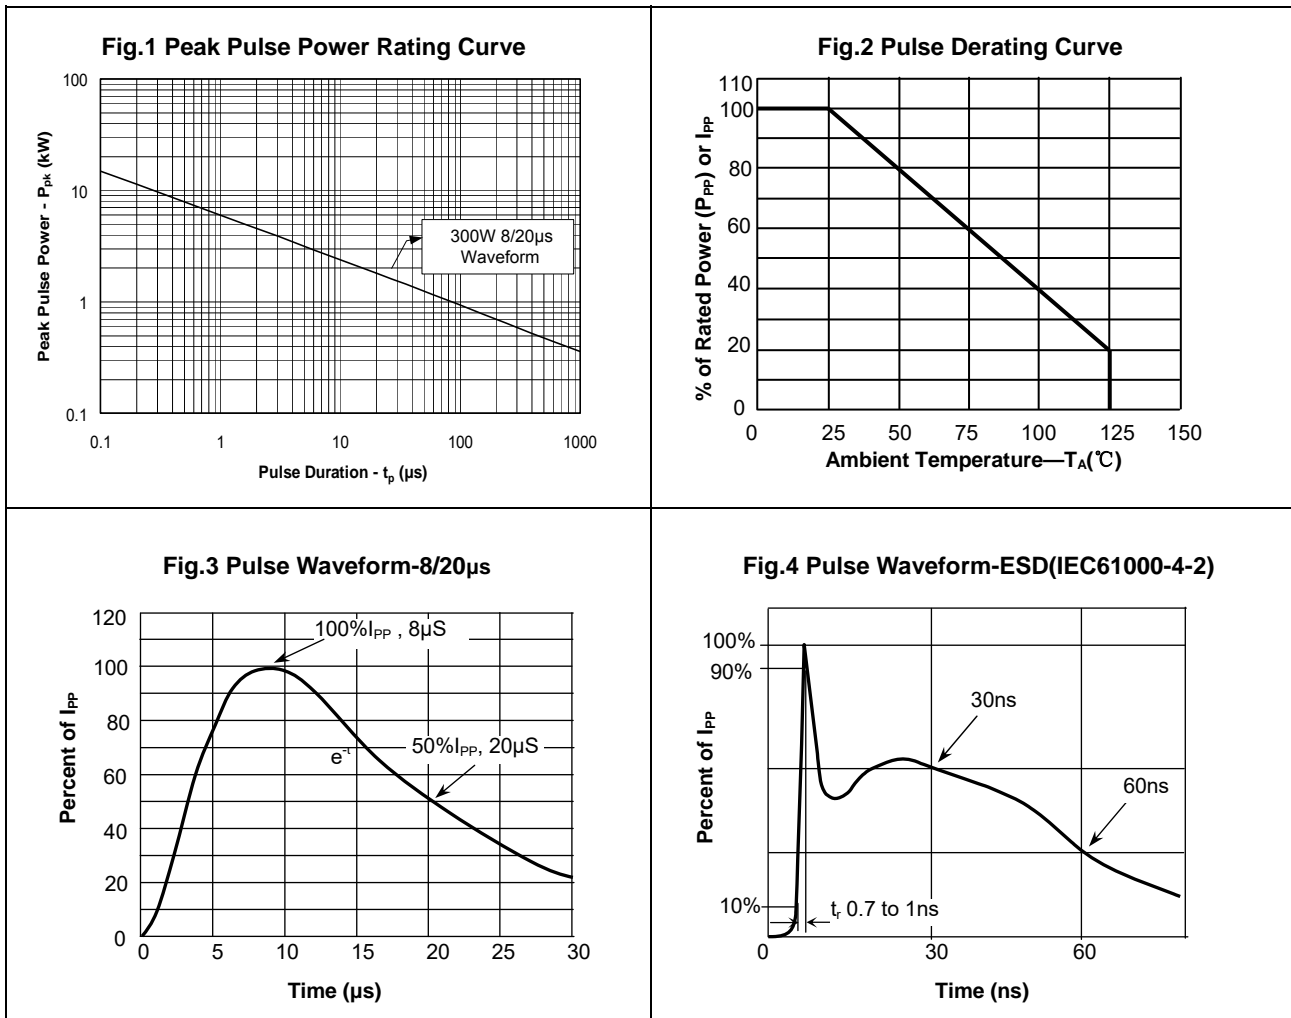 Fig.1 Peak Pulse Power Rating Curve
Peak Pulse Power - Ppk (kW)
100
10
1
0.1
300W 8/20µs
Waveform
0.1 1 10 100 1000
Pulse Duration - tp (µs)
Fig.2 Pulse Derating Curve
% of Rated Power (PPP) or IPP
110
100
80
60
40
20
0
0 25 50 75 100 125 150
Ambient Temperature—TA(℃)
Fig.3 Pulse Waveform-8/20µs
Percent of IPP
120
100
80
60
40
20
0
100%IPP , 8µS
e-t
50%IPP, 20µS
0 5 10 15 20 25 30
Time (µs)
Fig.4 Pulse Waveform-ESD(IEC61000-4-2)
Percent of IPP
100%
90%
10%
30ns
60ns
tr 0.7 to 1ns
0 30 60
Time (ns)